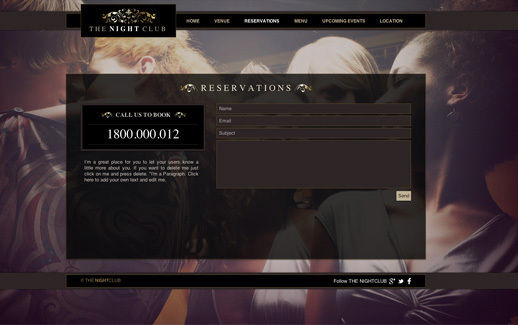 THE NIGHT CLUB
HOME VENUE RESERVATIONS MENU UPCOMING EVENTS LOCATION
RESERVATIONS
CALL US TO BOOK
1800.000.012
I'm a great place for you to let your users know a
little more about you. If you want to delete me just
click on me and press delete. "I'm a Paragraph. Click
here to add your own text and edit me.
Name
Email
Subject
Send
© THE NIGHTCLUB
Follow THE NIGHTCLUB